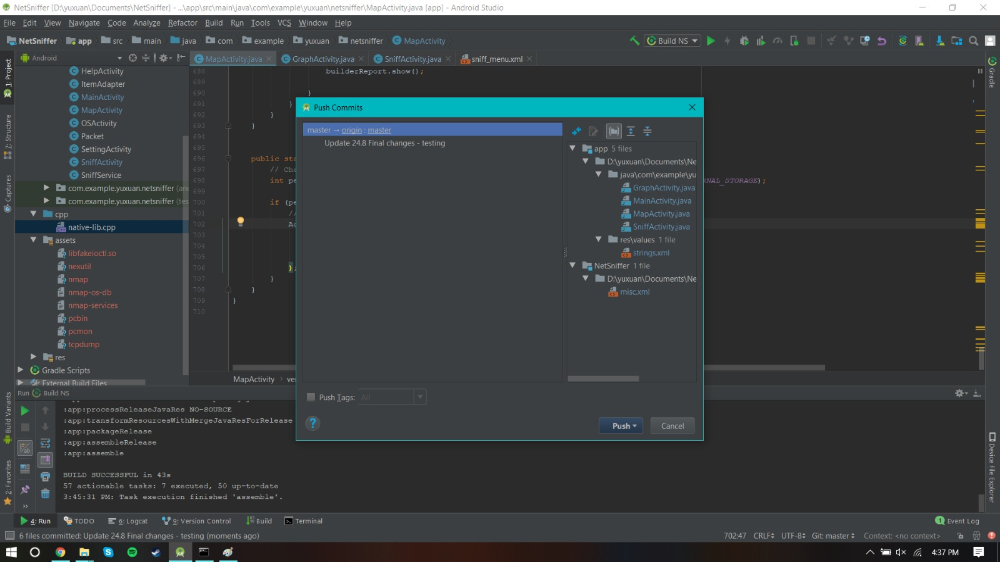 NetSniffer [D:\yuxuan\Documents\NetSniffer] - ...\app\src\main\java\com\example\yuxuan\netsniffer\MapActivity.java [app] - Android Studio
File Edit View Navigate Code Analyze Refactor Build Run Tools VCS Window Help
NetSniffer app src main java com example yuxuan netsniffer MapActivity
Build NS
Android
MapActivity.java GraphActivity.java SniffActivity.java sniff_menu.xml
1: Project
Z: Structure
Captures
Build Variants
2: Favorites
Gradle
Device File Explorer
HelpActivity
ItemAdapter
MainActivity
MapActivity
OSActivity
Packet
SettingActivity
SniffActivity
SniffService
com.example.yuxuan.netsniffer (and
com.example.yuxuan.netsniffer (tes
cpp
native-lib.cpp
assets
libfakeioctl.so
nexutil
nmap
nmap-os-db
nmap-services
pcbin
pcmon
tcpdump
res
Gradle Scripts
External Build Files
688 builderReport.show();
689
690 }
691 }
692 }
693 }
694
695
696 public sta
697 // Che
698 int pe RNAL_STORAGE);
699
700 if (pe
701 //
702 Ac
703
704
705
706 );
707 }
708 }
709 }
710
MapActivity › ver
Push Commits
master → origin : master
Update 24.8 Final changes - testing
app 5 files
D:\yuxuan\Documents\Ne
java\com\example\yu
GraphActivity.java
MainActivity.java
MapActivity.java
SniffActivity.java
res\values 1 file
strings.xml
NetSniffer 1 file
D:\yuxuan\Documents\Ne
misc.xml
Push Tags: All
?
Push Cancel
Run Build NS
:app:processReleaseJavaRes NO-SOURCE
:app:transformResourcesWithMergeJavaResForRelease
:app:packageRelease
:app:assembleRelease
:app:assemble
BUILD SUCCESSFUL in 43s
57 actionable tasks: 7 executed, 50 up-to-date
3:45:31 PM: Task execution finished 'assemble'.
4: Run TODO 6: Logcat 9: Version Control Build Terminal 1 Event Log
6 files committed: Update 24.8 Final changes - testing (moments ago) 702:47 CRLF UTF-8 Git: master Context: <no context>
4:37 PM